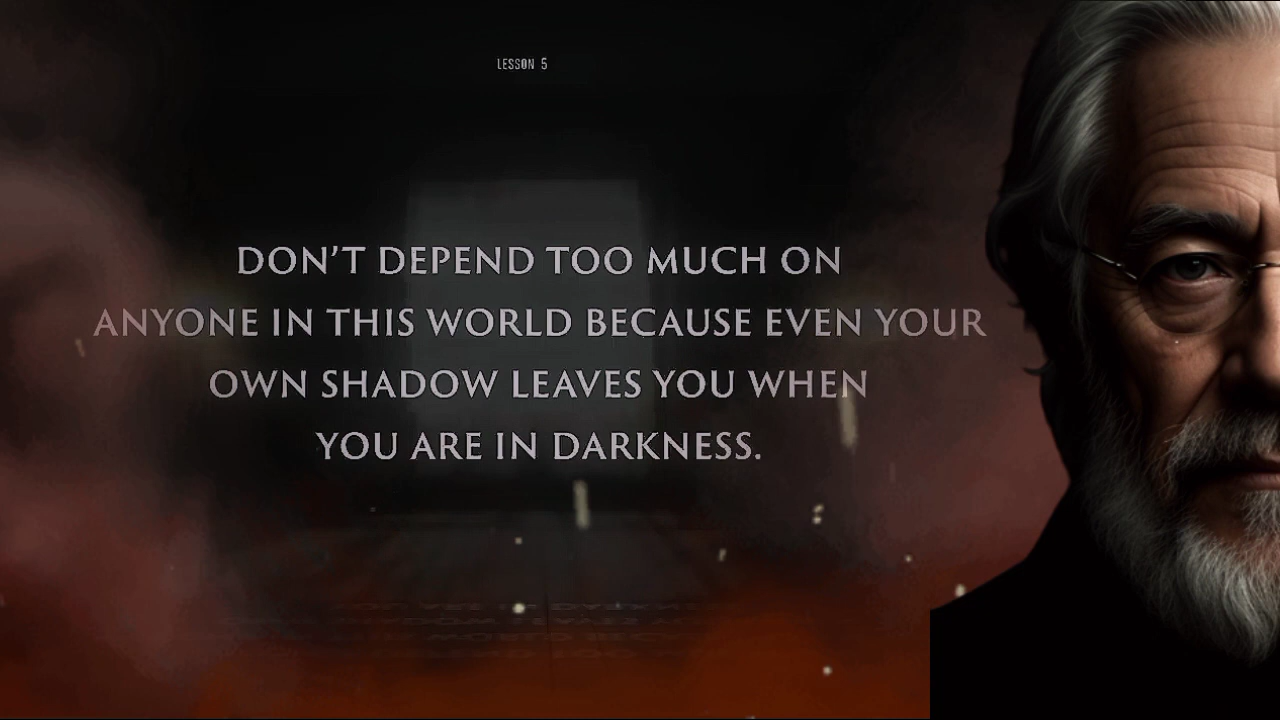 LESSON 5
DON'T DEPEND TOO MUCH ON
ANYONE IN THIS WORLD BECAUSE EVEN YOUR
OWN SHADOW LEAVES YOU WHEN
YOU ARE IN DARKNESS.